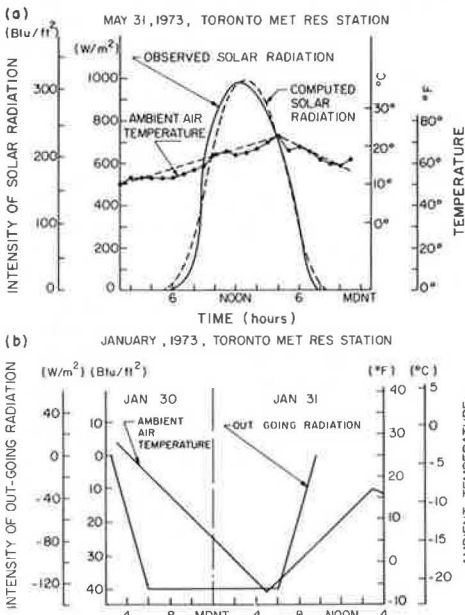 (a) MAY 31, 1973, TORONTO MET RES STATION
(Btu/ft²)
(W/m²)
OBSERVED SOLAR RADIATION
COMPUTED
SOLAR
RADIATION
AMBIENT AIR
TEMPERATURE
INTENSITY OF SOLAR RADIATION
300
200
100
0
1000
800
600
400
200
0
°C
30°
20°
10°
0°
°F
80°
60°
40°
20°
0°
TEMPERATURE
6 NOON 6 MDNT
TIME (hours)
(b) JANUARY, 1973, TORONTO MET RES STATION
(W/m²) (Btu/ft²) (°F) (°C)
JAN 30 JAN 31
AMBIENT
AIR
TEMPERATURE
OUT GOING RADIATION
INTENSITY OF OUT-GOING RADIATION
40
0
-40
-80
-120
10
0
10
20
30
40
40
30
20
10
0
-10
5
0
-5
-10
-15
-20
AMBIENT TEMPERATURE
4 8 MDNT 4 8 NOON 4